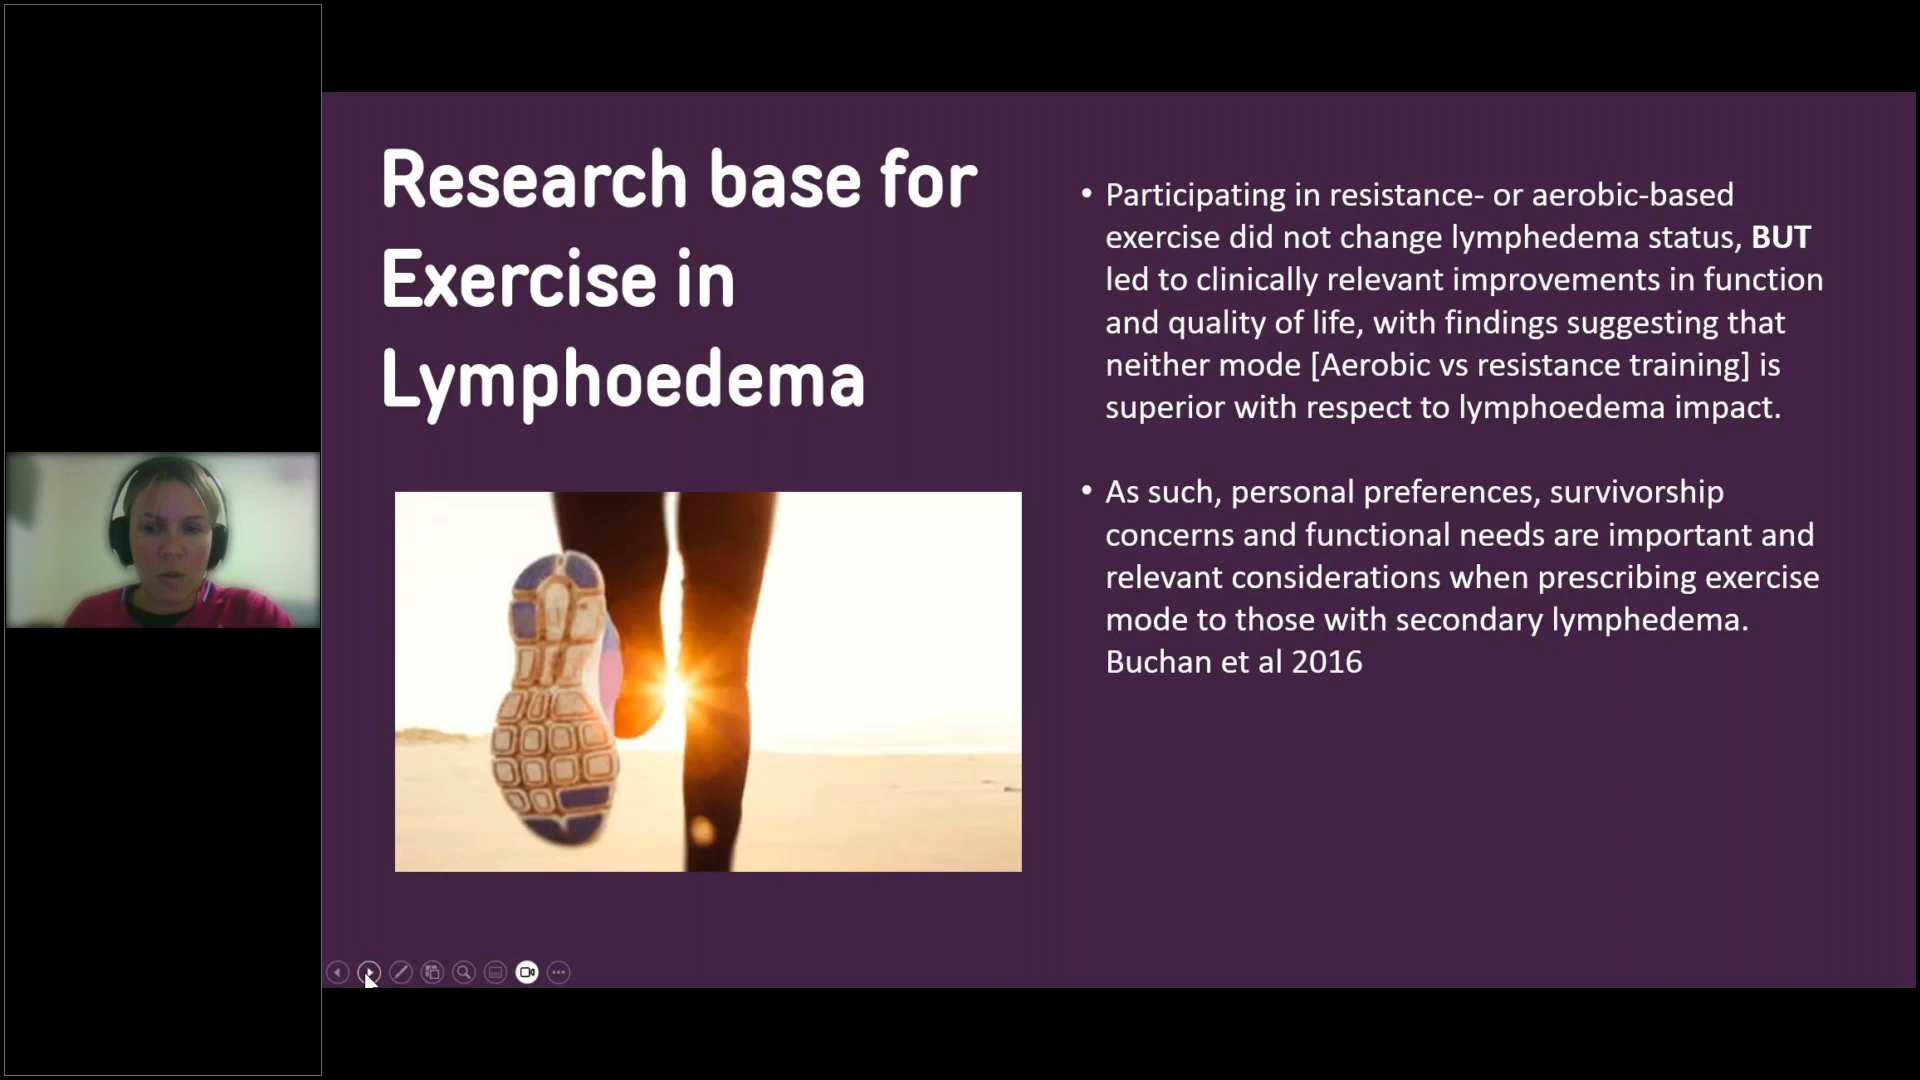 Research base for
Exercise in
Lymphoedema
• Participating in resistance- or aerobic-based
exercise did not change lymphedema status, BUT
led to clinically relevant improvements in function
and quality of life, with findings suggesting that
neither mode [Aerobic vs resistance training] is
superior with respect to lymphoedema impact.
• As such, personal preferences, survivorship
concerns and functional needs are important and
relevant considerations when prescribing exercise
mode to those with secondary lymphedema.
Buchan et al 2016